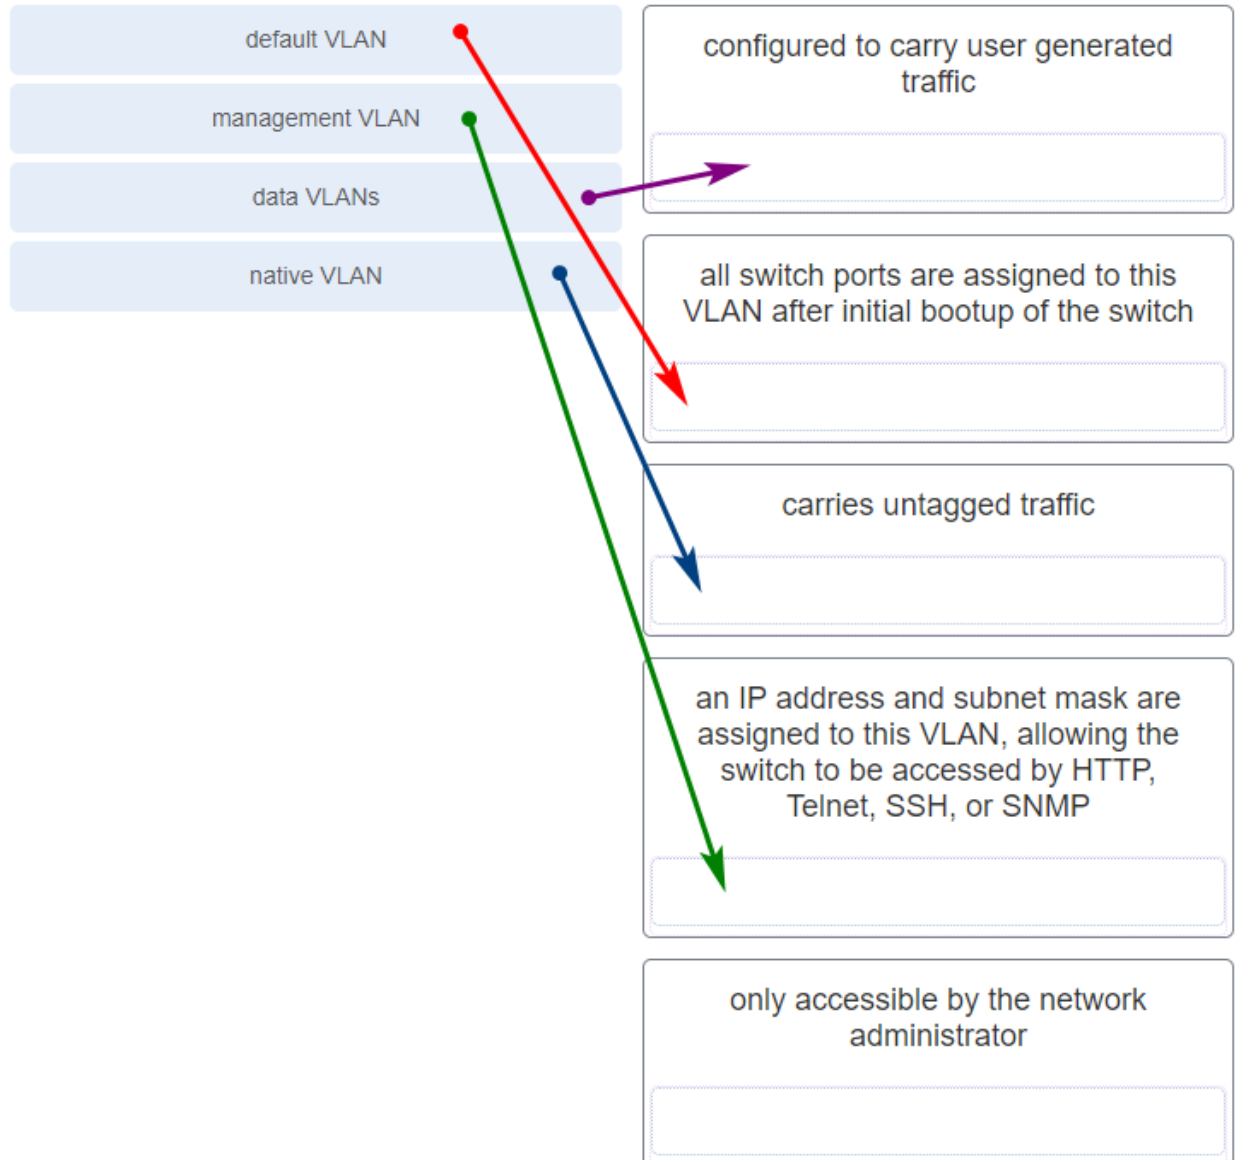 default VLAN
management VLAN
data VLANs
native VLAN
configured to carry user generated
traffic
all switch ports are assigned to this
VLAN after initial bootup of the switch
carries untagged traffic
an IP address and subnet mask are
assigned to this VLAN, allowing the
switch to be accessed by HTTP,
Telnet, SSH, or SNMP
only accessible by the network
administrator